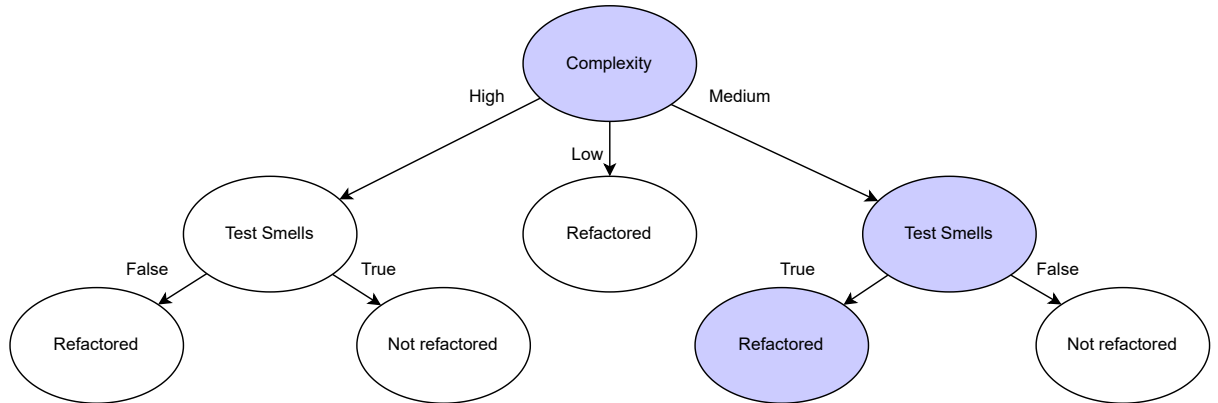 Complexity
High
Medium
Low
Test Smells
Refactored
Test Smells
False
True
True
False
Refactored
Not refactored
Refactored
Not refactored